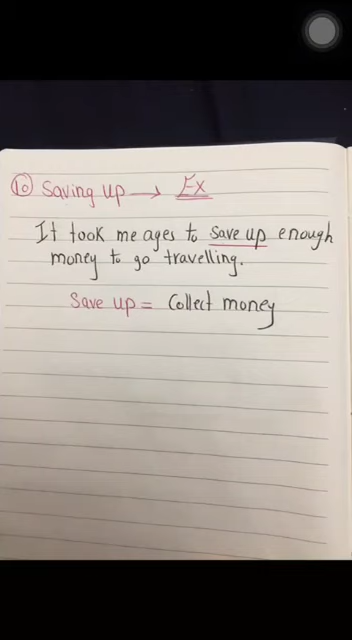 10 Saving up → Ex
It took me ages to save up enough
money to go travelling.
Save up = Collect money